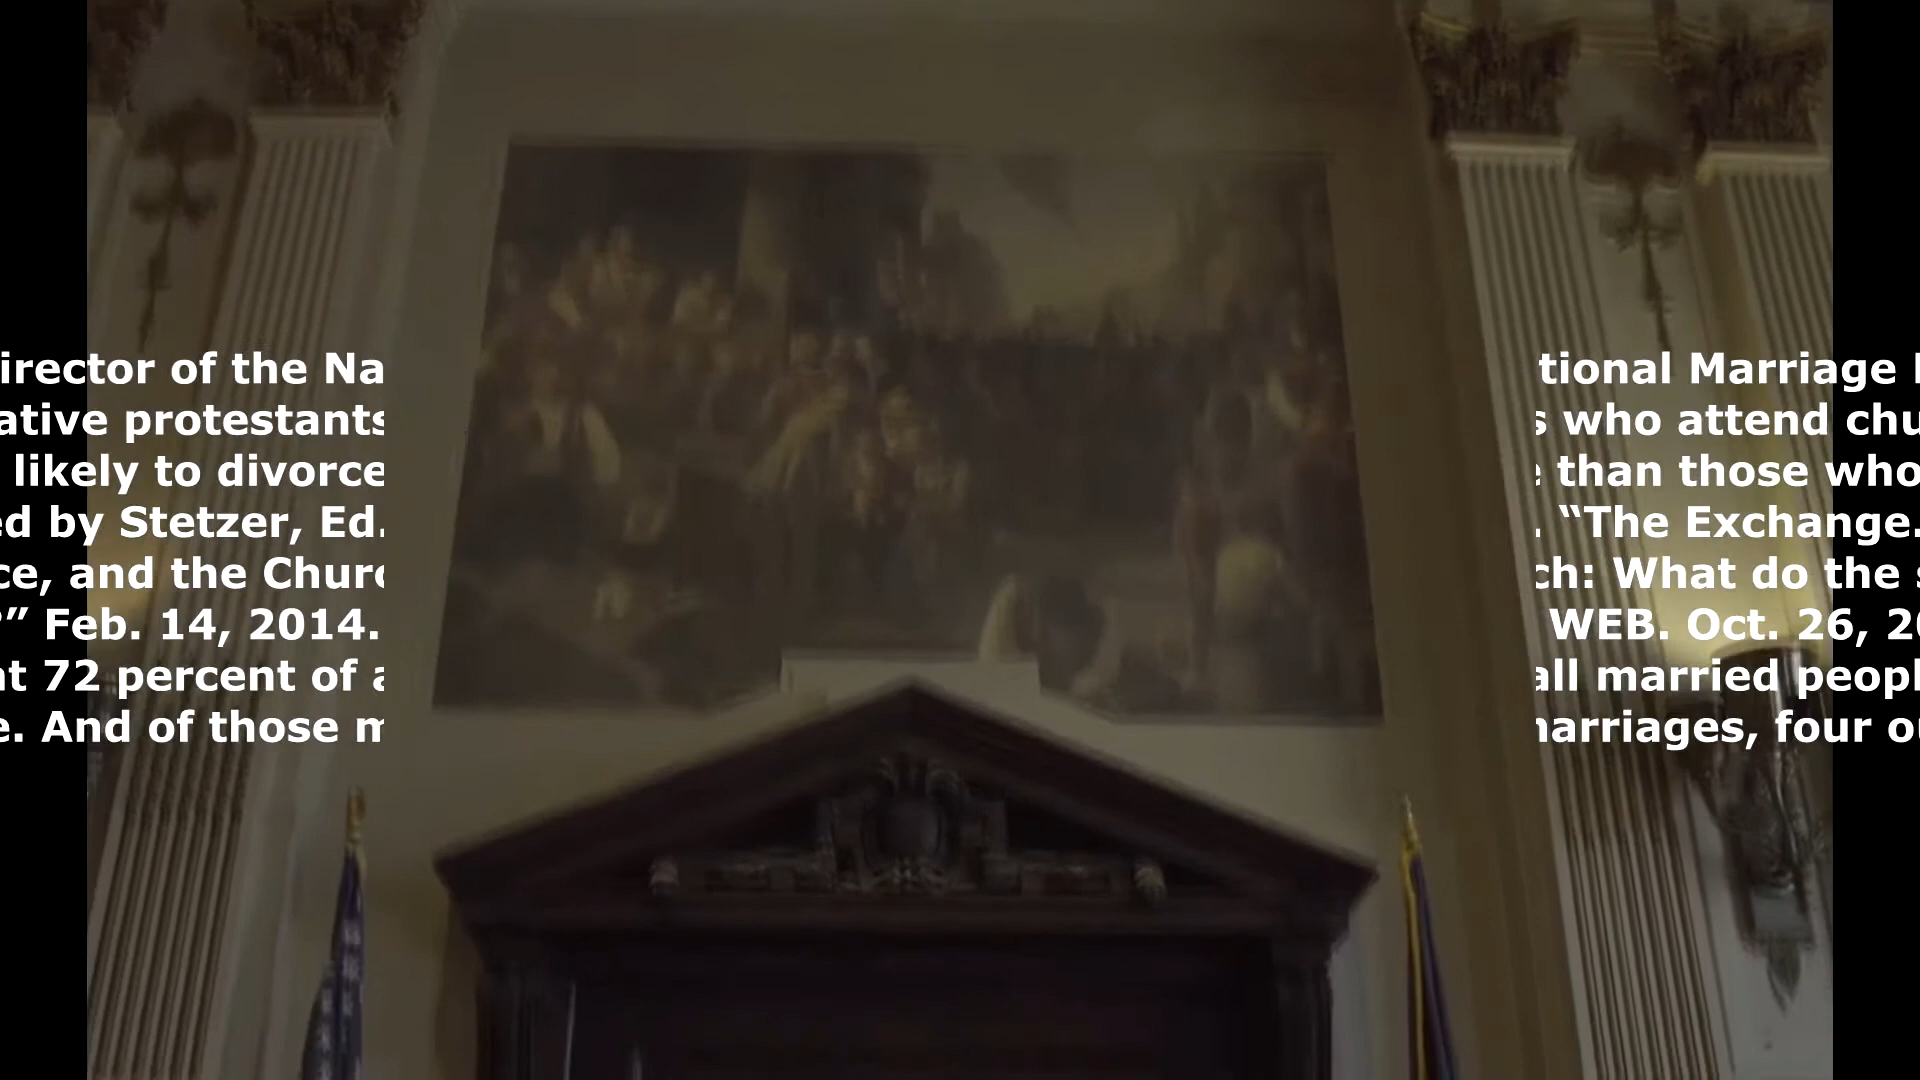 irector of the Na tional Marriage
ative protestants who attend chu
likely to divorce than those who
ed by Stetzer, Ed. “The Exchange.
ce, and the Churc ch: What do the s
” Feb. 14, 2014. WEB. Oct. 26, 20
at 72 percent of all married peopl
e. And of those marriages, four ou